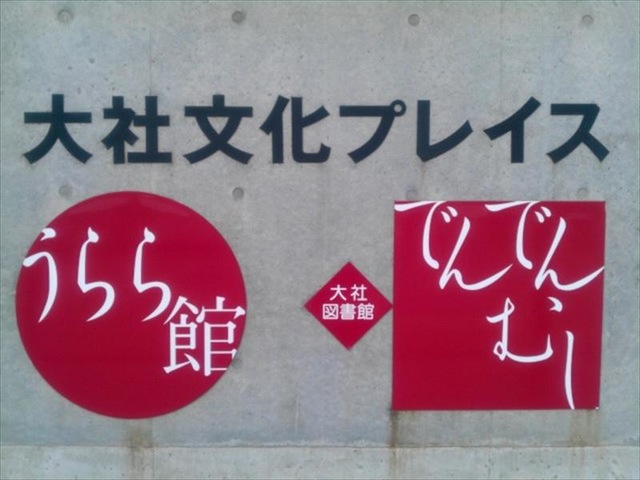 大社文化プレイス
うらら館
大社
図書館
でんでん
むし